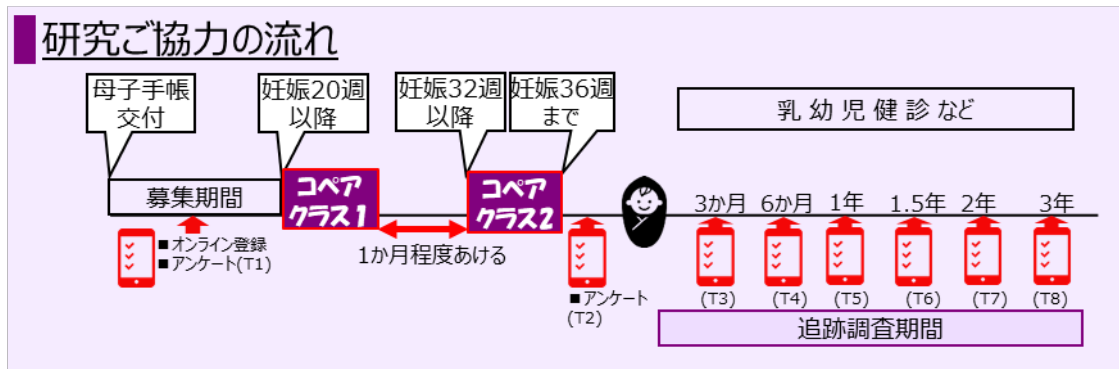 研究ご協力の流れ
母子手帳
交付
妊娠20週
以降
妊娠32週
以降
妊娠36週
まで
乳幼児健診など
募集期間
コペア
クラス1
コペア
クラス2
3か月
6か月
1年
1.5年
2年
3年
■オンライン登録
■アンケート(T1)
1か月程度あける
■アンケート
(T2)
(T3)
(T4)
(T5)
(T6)
(T7)
(T8)
追跡調査期間